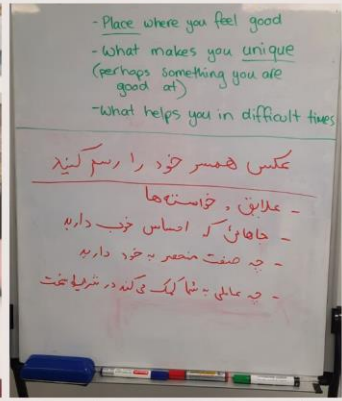 - Place where you feel good
- What makes you unique
(perhaps something you are
good at)
- What helps you in difficult times
عکس همسر خود را رسم کنید
- علایق و خواسته ها
- جاهائی که احساس خوب دارید
- چه صفت منحصر به خود دارید
- چه عاملی به شما کمک می کند در شرایط سخت